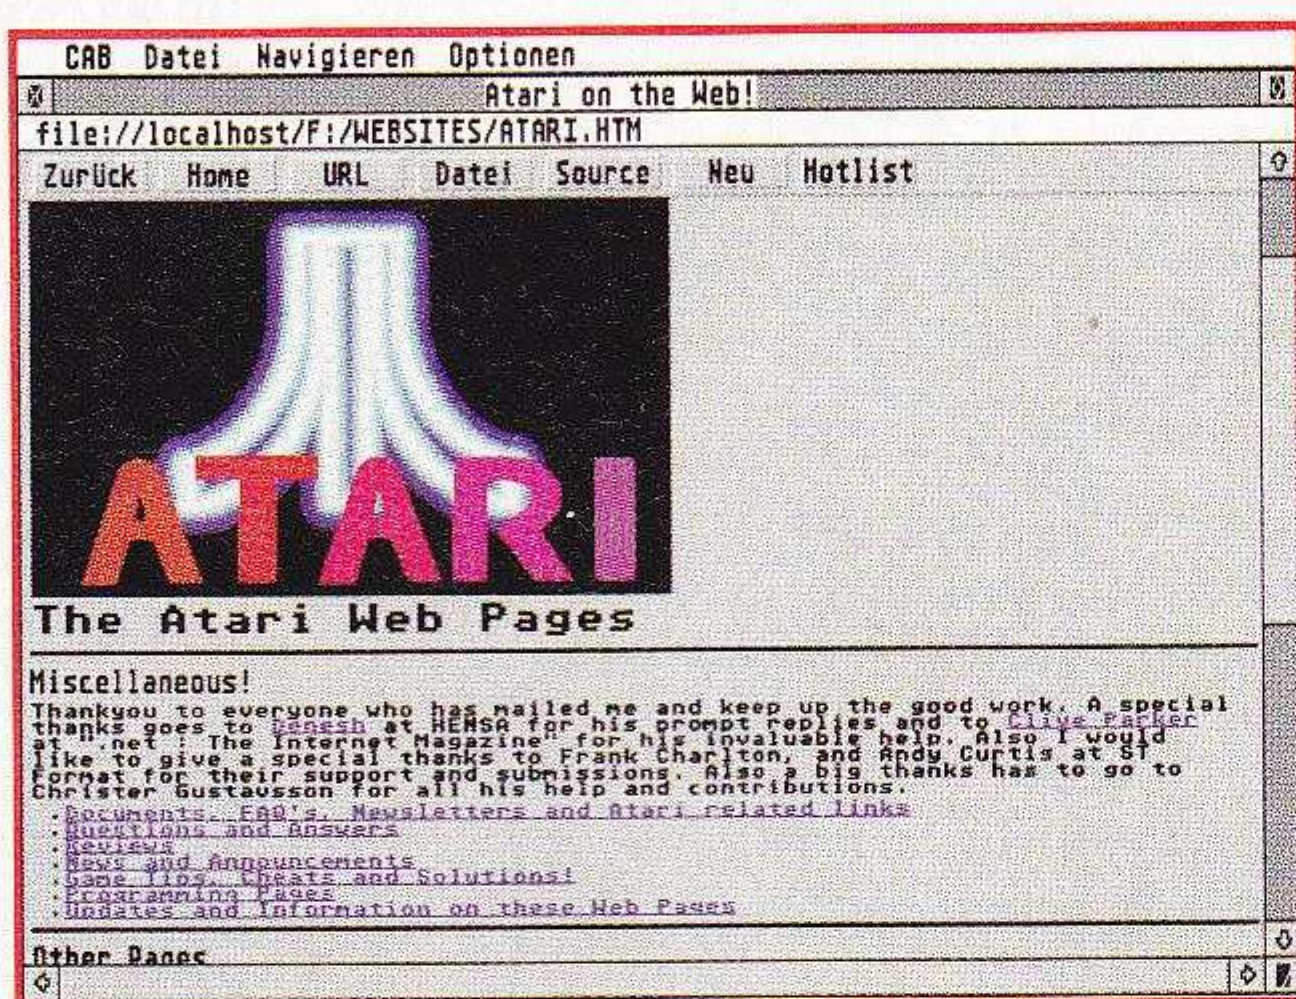 CAB Datei Navigieren Optionen
Atari on the Web!
file://localhost/F:/WEBSITES/ATARI.HTM
Zurück Home URL Datei Source Neu Hotlist
ATARI
The Atari Web Pages
Miscellaneous!
Thankyou to everyone who has mailed me and keep up the good work. A special
thanks goes to Denesh at HENSA for his prompt replies and to Clive Parker
at ".net : The Internet Magazine" for his invaluable help. Also I would
like to give a special thanks to Frank Charlton, and Andy Curtis at ST
Format for their support and submissions. Also a big thanks has to go to
Christer Gustavsson for all his help and contributions.
Documents, FAQ's, Newsletters and Atari related links
Questions and Answers
Reviews
News and Announcements
Game Tips, Cheats and Solutions!
Programming Pages
Updates and Information on these Web Pages
Other Pages